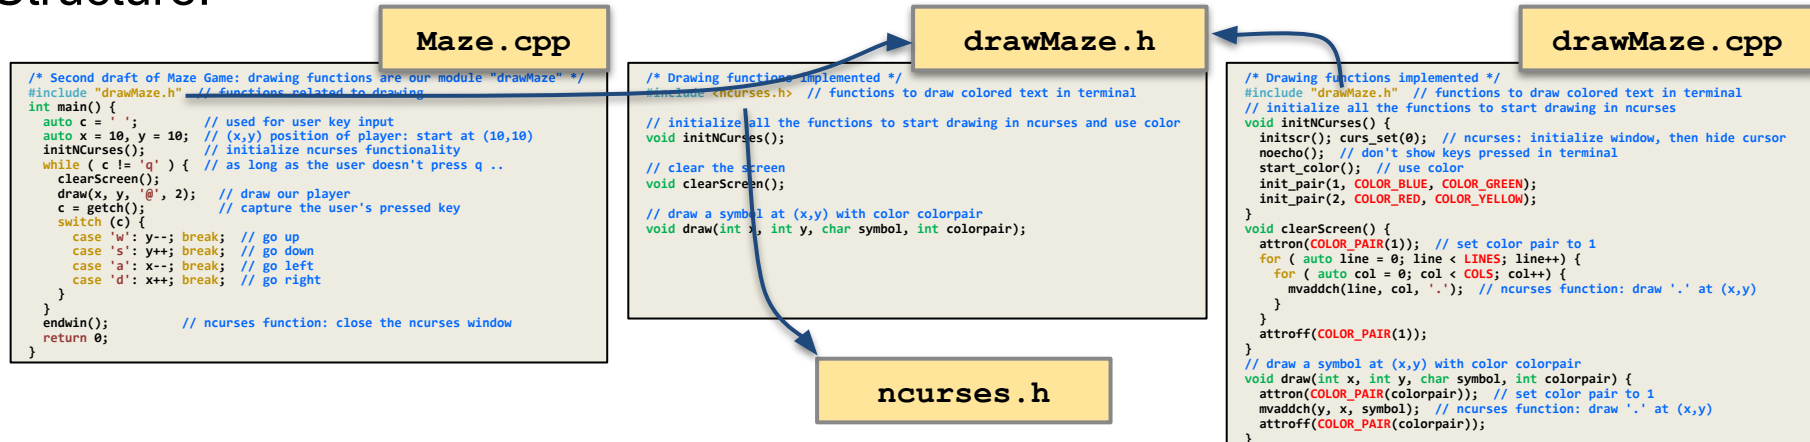 Structure:
Maze.cpp
/* Second draft of Maze Game: drawing functions are our module "drawMaze" */
#include "drawMaze.h"  // functions related to drawing
int main() {
  auto c = ' ';         // used for user key input
  auto x = 10, y = 10;  // (x,y) position of player: start at (10,10)
  initNCurses();        // initialize ncurses functionality
  while ( c != 'q' ) {  // as long as the user doesn't press q ..
    clearScreen();
    draw(x, y, '@', 2);   // draw our player
    c = getch();          // capture the user's pressed key
    switch (c) {
      case 'w': y--; break;  // go up
      case 's': y++; break;  // go down
      case 'a': x--; break;  // go left
      case 'd': x++; break;  // go right
    }
  }
  endwin();          // ncurses function: close the ncurses window
  return 0;
}
drawMaze.h
/* Drawing functions implemented */
#include <ncurses.h>  // functions to draw colored text in terminal
// initialize all the functions to start drawing in ncurses and use color
void initNCurses();
// clear the screen
void clearScreen();
// draw a symbol at (x,y) with color colorpair
void draw(int x, int y, char symbol, int colorpair);
ncurses.h
drawMaze.cpp
/* Drawing functions implemented */
#include "drawMaze.h"  // functions to draw colored text in terminal
// initialize all the functions to start drawing in ncurses
void initNCurses() {
  initscr(); curs_set(0);  // ncurses: initialize window, then hide cursor
  noecho();  // don't show keys pressed in terminal
  start_color();  // use color
  init_pair(1, COLOR_BLUE, COLOR_GREEN);
  init_pair(2, COLOR_RED, COLOR_YELLOW);
}
void clearScreen() {
  attron(COLOR_PAIR(1));  // set color pair to 1
  for ( auto line = 0; line < LINES; line++) {
    for ( auto col = 0; col < COLS; col++) {
      mvaddch(line, col, '.');  // ncurses function: draw '.' at (x,y)
    }
  }
  attroff(COLOR_PAIR(1));
}
// draw a symbol at (x,y) with color colorpair
void draw(int x, int y, char symbol, int colorpair) {
  attron(COLOR_PAIR(colorpair));  // set color pair to 1
  mvaddch(y, x, symbol);  // ncurses function: draw '.' at (x,y)
  attroff(COLOR_PAIR(colorpair));
}